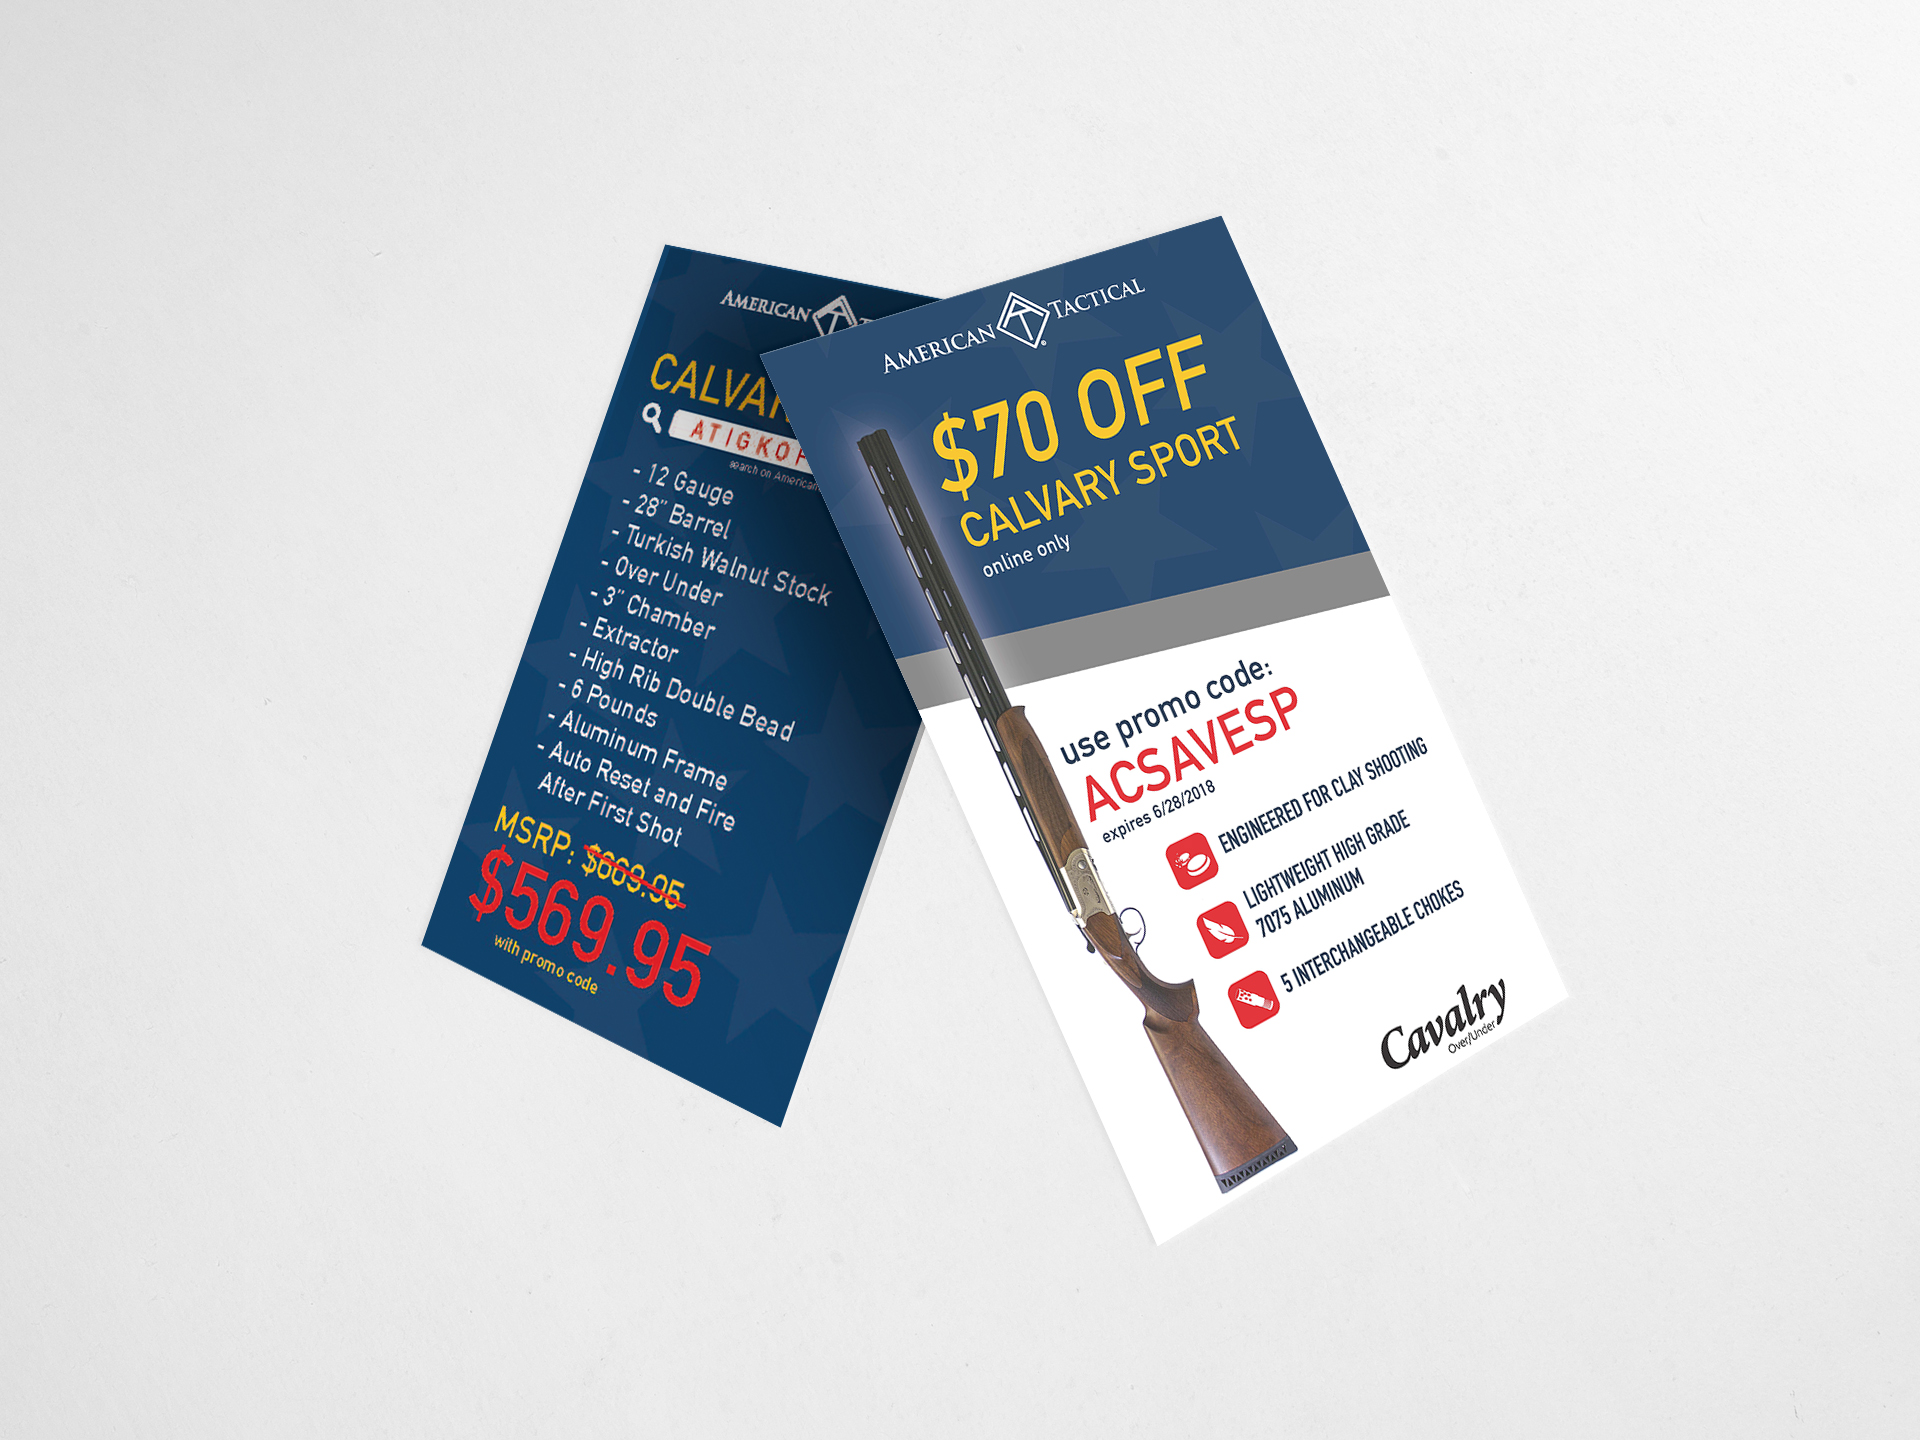 AMERICAN
CALVAR
ATIGKOF
search on American
- 12 Gauge
- 28" Barrel
- Turkish Walnut Stock
- Over Under
- 3" Chamber
- Extractor
- High Rib Double Bead
- 6 Pounds
- Aluminum Frame
- Auto Reset and Fire
After First Shot
MSRP: $669.95
$569.95
with promo code
AMERICAN TACTICAL
$70 OFF
CALVARY SPORT
online only
use promo code:
ACSAVESP
expires 6/28/2018
ENGINEERED FOR CLAY SHOOTING
LIGHTWEIGHT HIGH GRADE
7075 ALUMINUM
5 INTERCHANGEABLE CHOKES
Cavalry
Over/Under